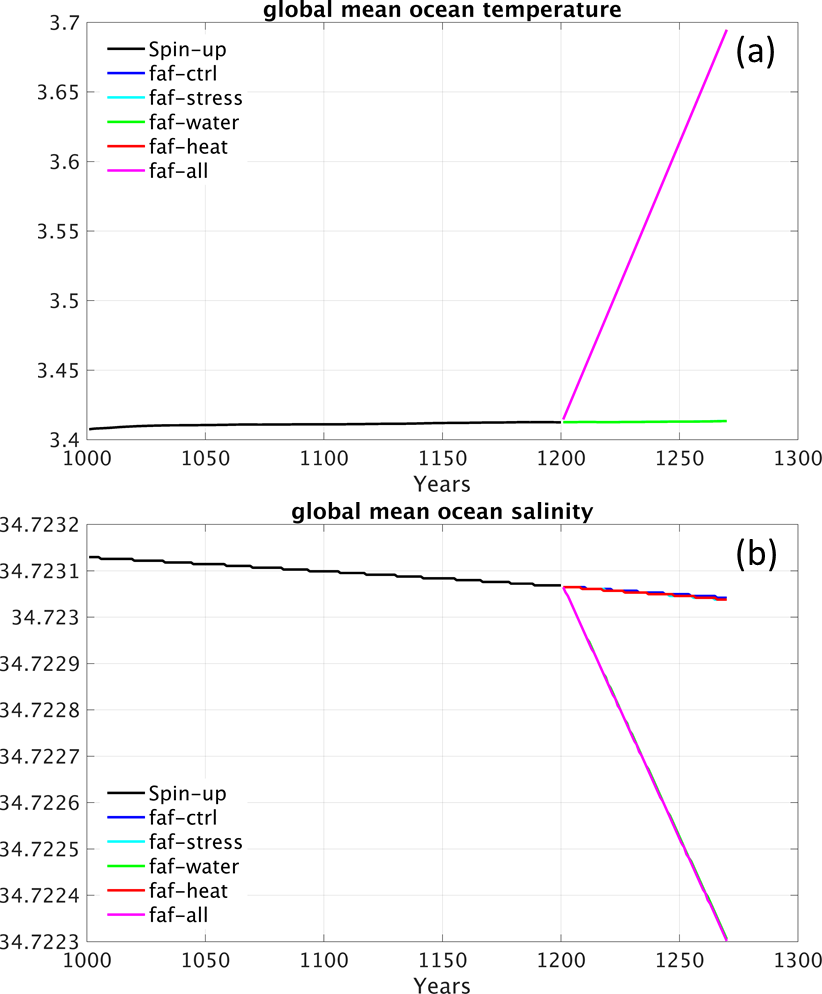 global mean ocean temperature
3.7
(a)
Spin-up
faf-ctrl
faf-stress
faf-water
faf-heat
faf-all
3.65
3.6
3.55
3.5
3.45
3.4
1000 1050 1100 1150 1200 1250 1300
Years
global mean ocean salinity
34.7232
(b)
34.7231
34.723
34.7229
34.7228
34.7227
34.7226
34.7225
34.7224
34.7223
Spin-up
faf-ctrl
faf-stress
faf-water
faf-heat
faf-all
1000 1050 1100 1150 1200 1250 1300
Years